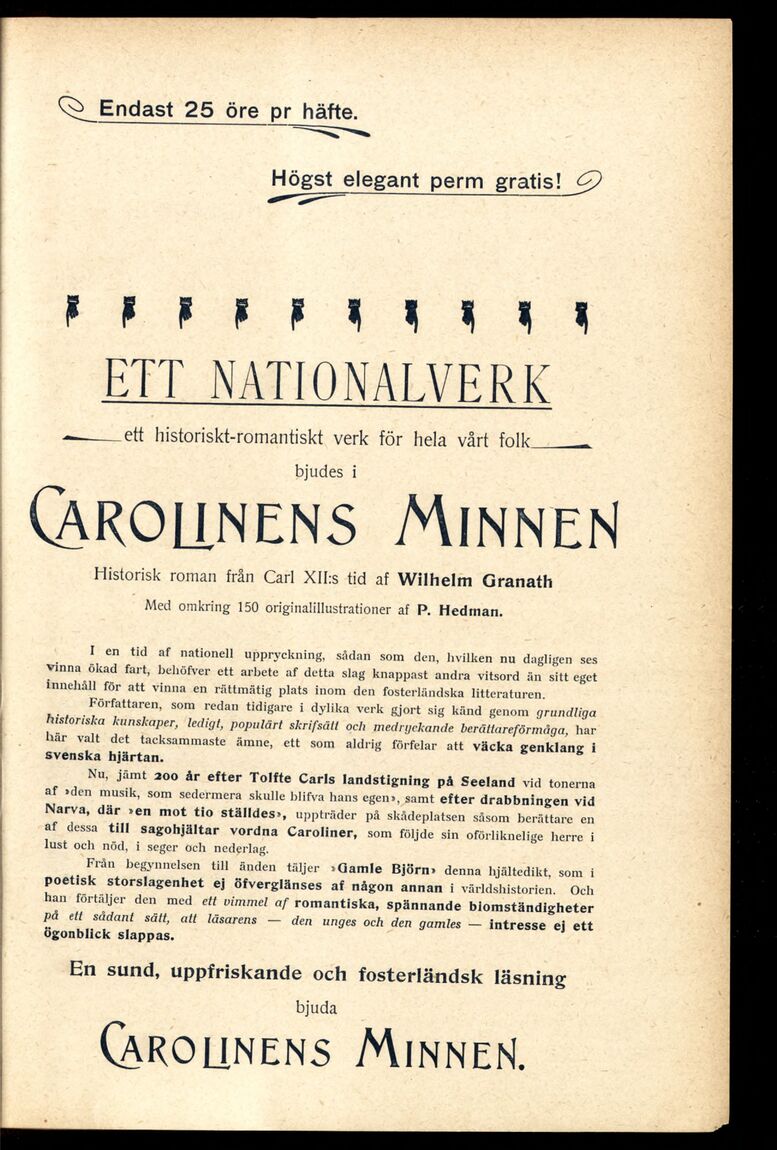 Endast 25 öre pr häfte.
Högst elegant perm gratis!
ETT NATIONALVERK
ett historiskt-romantiskt verk för hela vårt folk
bjudes i
CAROLINENS MINNEN
Historisk roman från Carl XII:s tid af Wilhelm Granath
Med omkring 150 originalillustrationer af P. Hedman.
I en tid af nationell uppryckning, sådan som den, hvilken nu dagligen ses
vinna ökad fart, behöfver ett arbete af detta slag knappast andra vitsord än sitt eget
innehåll för att vinna en rättmätig plats inom den fosterländska litteraturen.
Författaren, som redan tidigare i dylika verk gjort sig känd genom grundliga
historiska kunskaper, ledigt, populärt skrifsätt och medryckande berättareförmåga, har
här valt det tacksammaste ämne, ett som aldrig förfelar att väcka genklang i
svenska hjärtan.
Nu, jämt 200 år efter Tolfte Carls landstigning på Seeland vid tonerna
af »den musik, som sedermera skulle blifva hans egen», samt efter drabbningen vid
Narva, där »en mot tio ställdes», uppträder på skådeplatsen såsom berättare en
af dessa till sagohjältar vordna Caroliner, som följde sin oförliknelige herre i
lust och nöd, i seger och nederlag.
Från begynnelsen till änden täljer »Gamle Björn» denna hjältedikt, som i
poetisk storslagenhet ej öfverglänses af någon annan i världshistorien. Och
han förtäljer den med ett vimmel af romantiska, spännande biomständigheter
på ett sådant sätt, att läsarens — den unges och den gamles — intresse ej ett
ögonblick slappas.
En sund, uppfriskande och fosterländsk läsning
bjuda
CAROLINENS MINNEN.